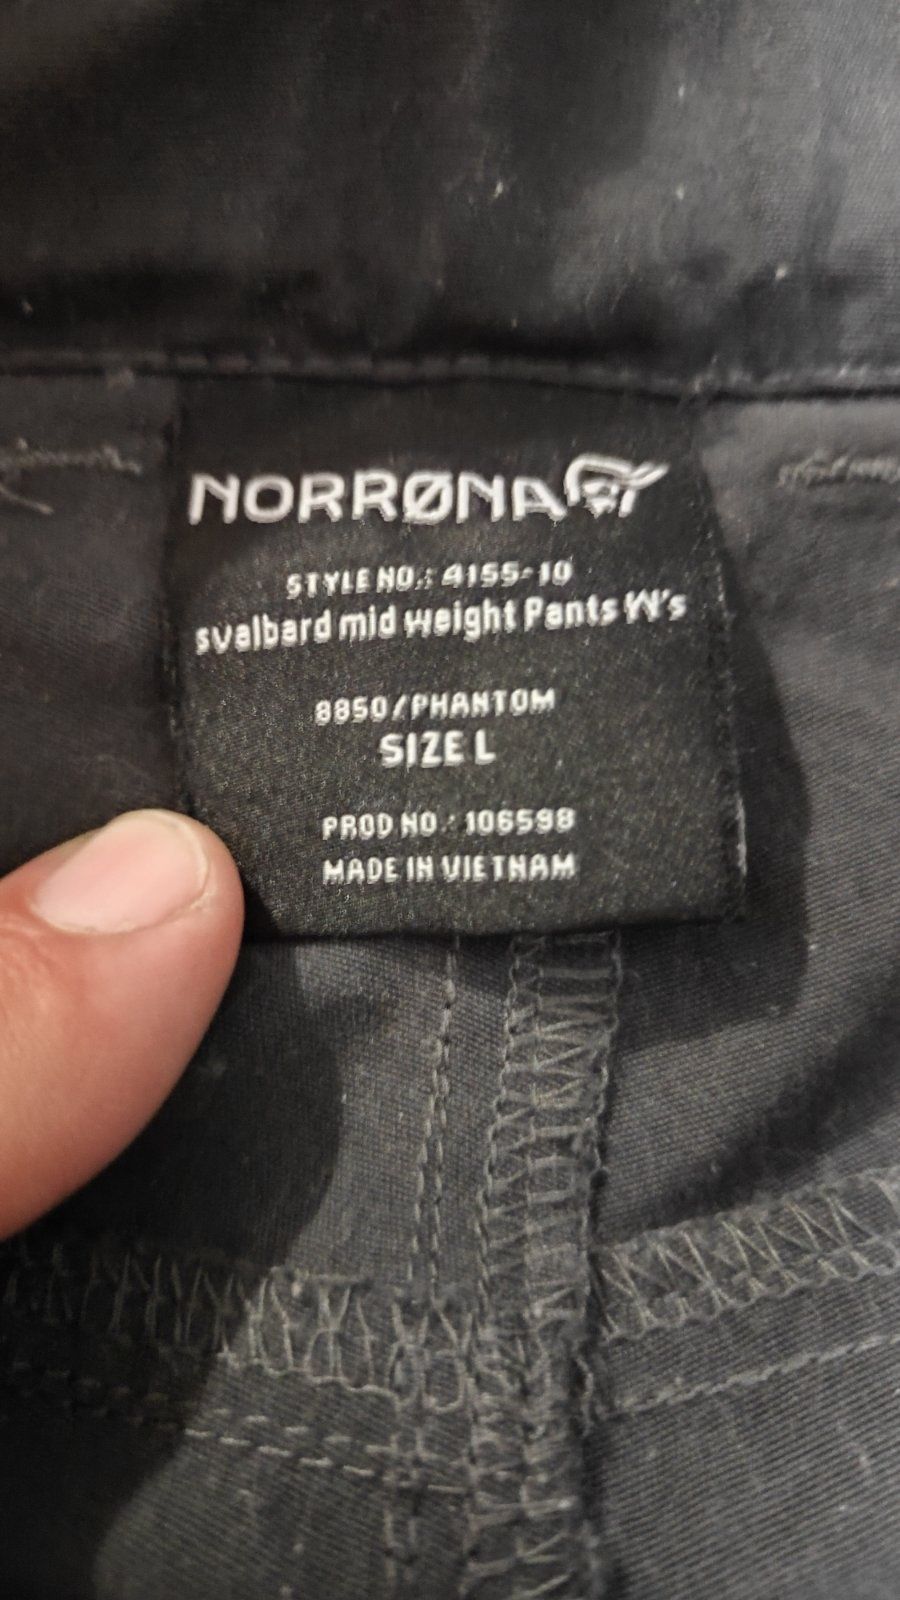 NORRØNA
STYLE NO.: 4155-10
svalbard mid weight Pants W's
8850/PHANTOM
SIZE L
PROD NO.: 106598
MADE IN VIETNAM